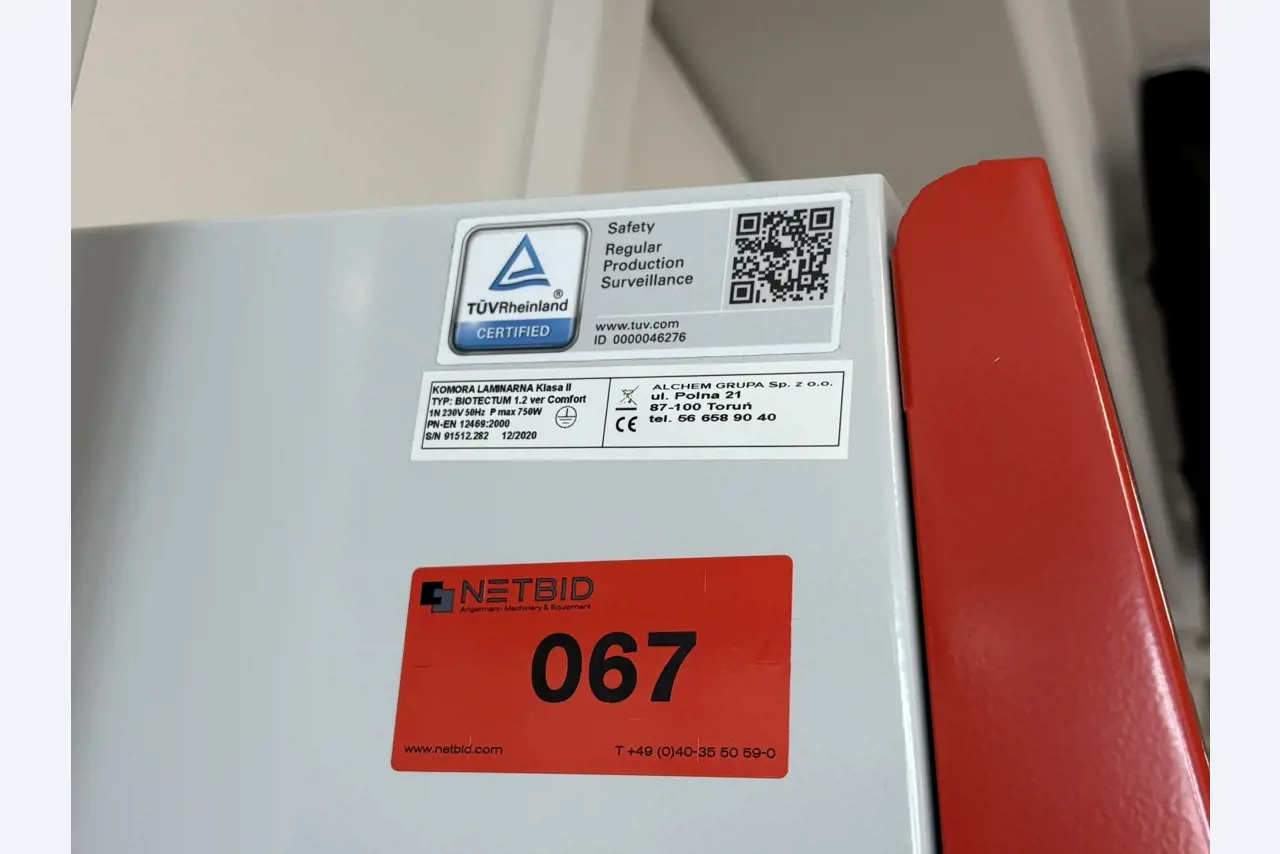 Safety
Regular
Production
Surveillance
TÜVRheinland®
CERTIFIED
www.tuv.com
ID 0000046276
KOMORA LAMINARNA Klasa II
TYP: BIOTECTUM 1.2 ver Comfort
1N 230V 50Hz P max 750W
PN-EN 12469:2000
S/N 91512.282 12/2020
CE
ALCHEM GRUPA Sp. z o.o.
ul. Polna 21
87-100 Toruń
tel. 56 658 90 40
NETBID
Angermann Machinery & Equipment
067
www.netbid.com
T +49 (0)40-35 50 59-0